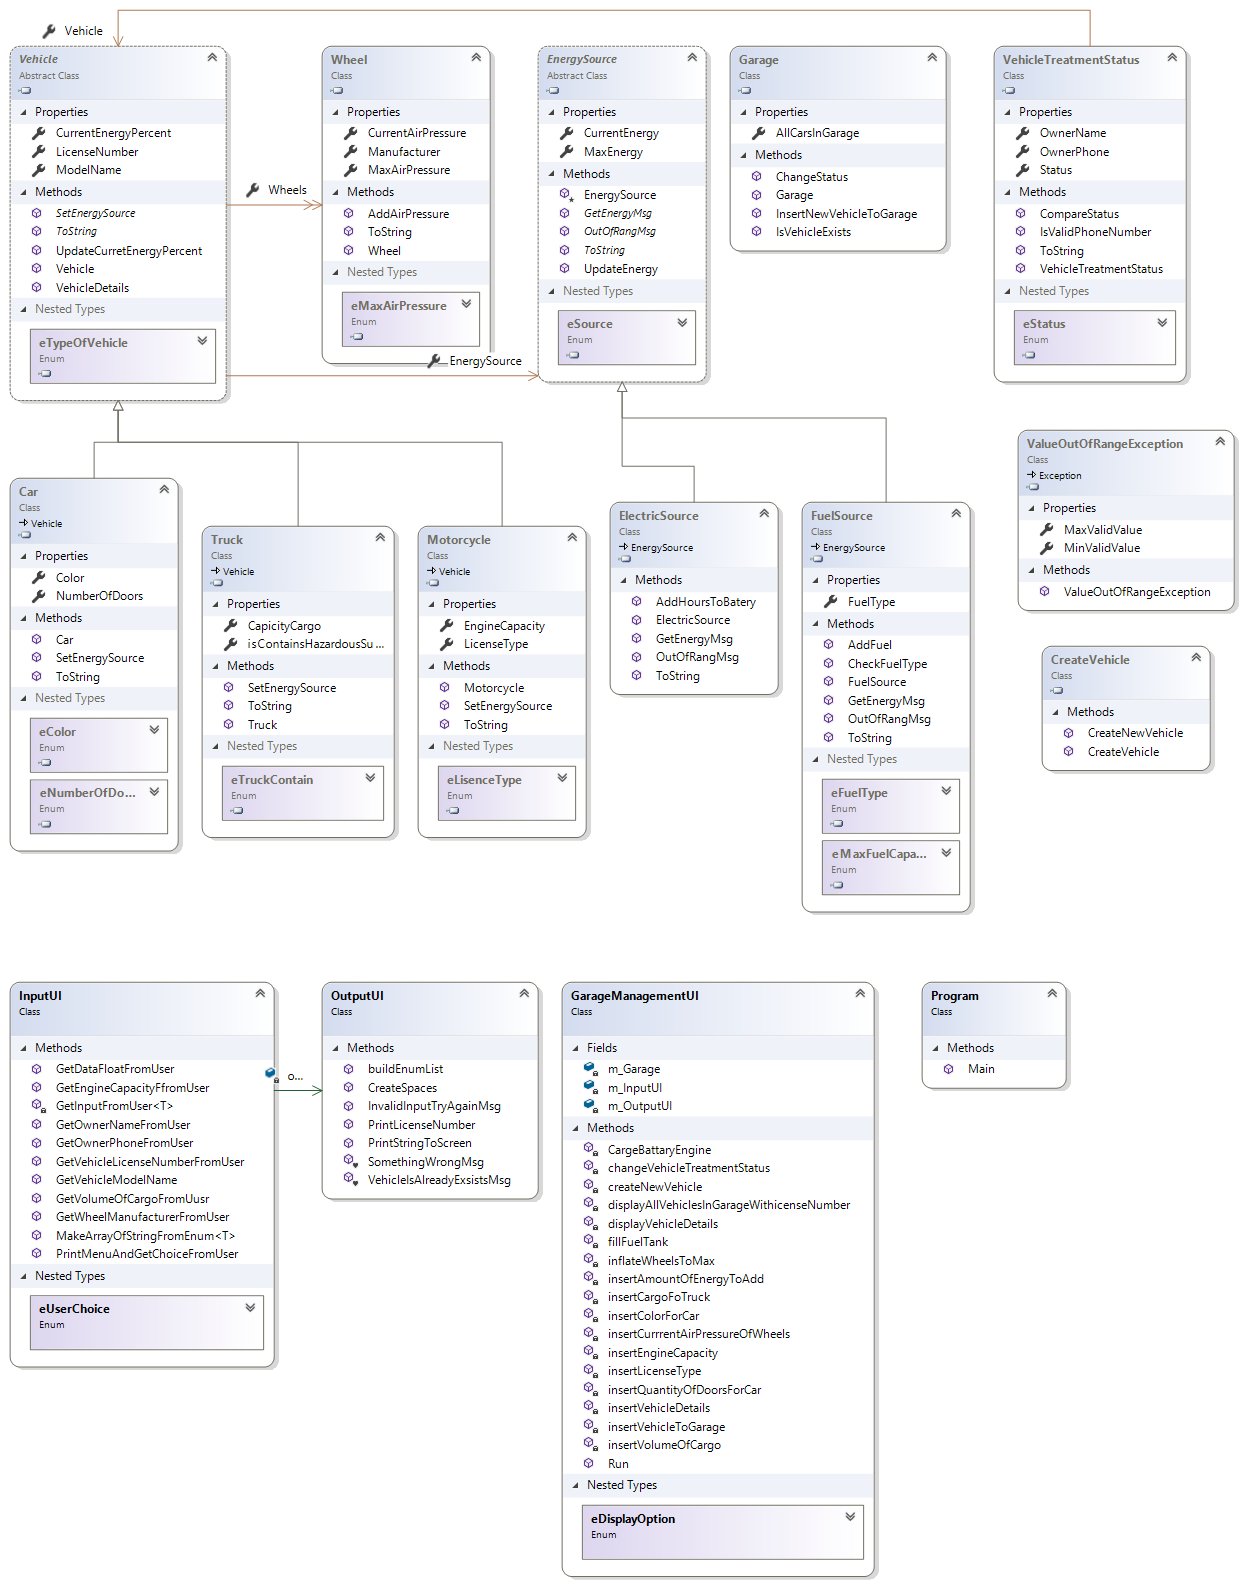 Vehicle
Vehicle
Abstract Class
Properties
CurrentEnergyPercent
LicenseNumber
ModelName
Methods
SetEnergySource
ToString
UpdateCurretEnergyPercent
Vehicle
VehicleDetails
Nested Types
eTypeOfVehicle
Enum
Wheels
Wheel
Class
Properties
CurrentAirPressure
Manufacturer
MaxAirPressure
Methods
AddAirPressure
ToString
Wheel
Nested Types
eMaxAirPressure
Enum
EnergySource
EnergySource
Abstract Class
Properties
CurrentEnergy
MaxEnergy
Methods
EnergySource
GetEnergyMsg
OutOfRangMsg
ToString
UpdateEnergy
Nested Types
eSource
Enum
Garage
Class
Properties
AllCarsInGarage
Methods
ChangeStatus
Garage
InsertNewVehicleToGarage
IsVehicleExists
VehicleTreatmentStatus
Class
Properties
OwnerName
OwnerPhone
Status
Methods
CompareStatus
IsValidPhoneNumber
ToString
VehicleTreatmentStatus
Nested Types
eStatus
Enum
Car
Class
Vehicle
Properties
Color
NumberOfDoors
Methods
Car
SetEnergySource
ToString
Nested Types
eColor
Enum
eNumberOfDo...
Enum
Truck
Class
Vehicle
Properties
CapicityCargo
isContainsHazardousSu...
Methods
SetEnergySource
ToString
Truck
Nested Types
eTruckContain
Enum
Motorcycle
Class
Vehicle
Properties
EngineCapacity
LicenseType
Methods
Motorcycle
SetEnergySource
ToString
Nested Types
eLisenceType
Enum
ElectricSource
Class
EnergySource
Methods
AddHoursToBatery
ElectricSource
GetEnergyMsg
OutOfRangMsg
ToString
FuelSource
Class
EnergySource
Properties
FuelType
Methods
AddFuel
CheckFuelType
FuelSource
GetEnergyMsg
OutOfRangMsg
ToString
Nested Types
eFuelType
Enum
eMaxFuelCapa...
Enum
ValueOutOfRangeException
Class
Exception
Properties
MaxValidValue
MinValidValue
Methods
ValueOutOfRangeException
CreateVehicle
Class
Methods
CreateNewVehicle
CreateVehicle
InputUI
Class
Methods
GetDataFloatFromUser
GetEngineCapacityFfromUser
GetInputFromUser<T>
GetOwnerNameFromUser
GetOwnerPhoneFromUser
GetVehicleLicenseNumberFromUser
GetVehicleModelName
GetVolumeOfCargoFromUusr
GetWheelManufacturerFromUser
MakeArrayOfStringFromEnum<T>
PrintMenuAndGetChoiceFromUser
Nested Types
eUserChoice
Enum
o...
OutputUI
Class
Methods
buildEnumList
CreateSpaces
InvalidInputTryAgainMsg
PrintLicenseNumber
PrintStringToScreen
SomethingWrongMsg
VehicleIsAlreadyExsistsMsg
GarageManagementUI
Class
Fields
m_Garage
m_InputUI
m_OutputUI
Methods
CargeBattaryEngine
changeVehicleTreatmentStatus
createNewVehicle
displayAllVehiclesInGarageWithicenseNumber
displayVehicleDetails
fillFuelTank
inflateWheelsToMax
insertAmountOfEnergyToAdd
insertCargoFoTruck
insertColorForCar
insertCurrrentAirPressureOfWheels
insertEngineCapacity
insertLicenseType
insertQuantityOfDoorsForCar
insertVehicleDetails
insertVehicleToGarage
insertVolumeOfCargo
Run
Nested Types
eDisplayOption
Enum
Program
Class
Methods
Main